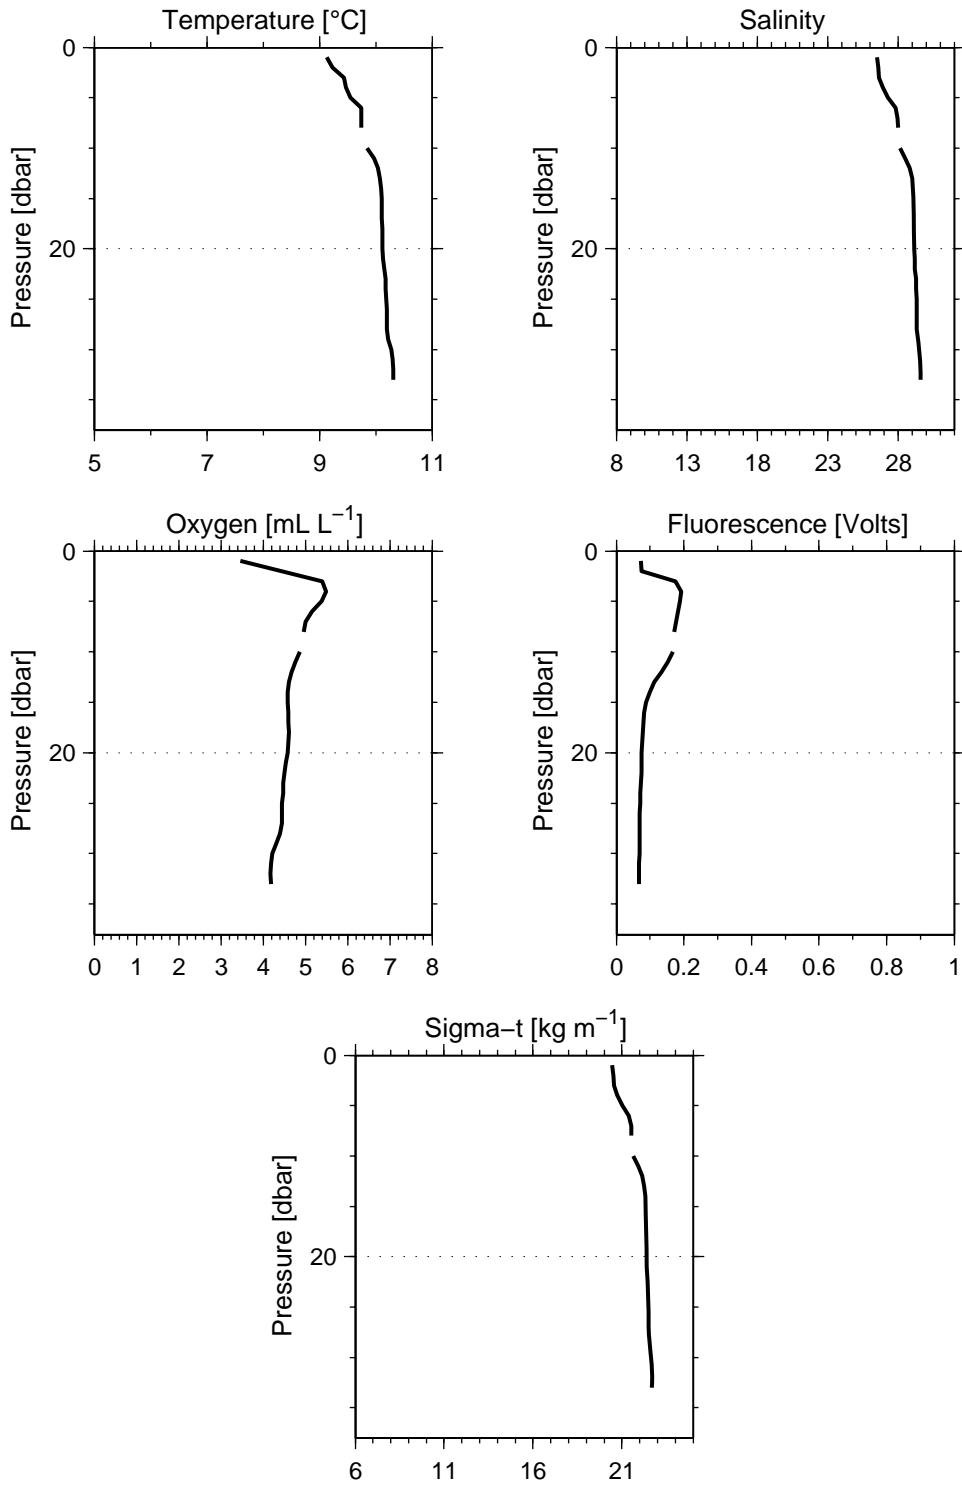 Temperature [°C]
0
20
Pressure [dbar]
5 7 9 11
Salinity
0
20
Pressure [dbar]
8 13 18 23 28
Oxygen [mL L−1]
0
20
Pressure [dbar]
0 1 2 3 4 5 6 7 8
Fluorescence [Volts]
0
20
Pressure [dbar]
0 0.2 0.4 0.6 0.8 1
Sigma−t [kg m−1]
0
20
Pressure [dbar]
6 11 16 21